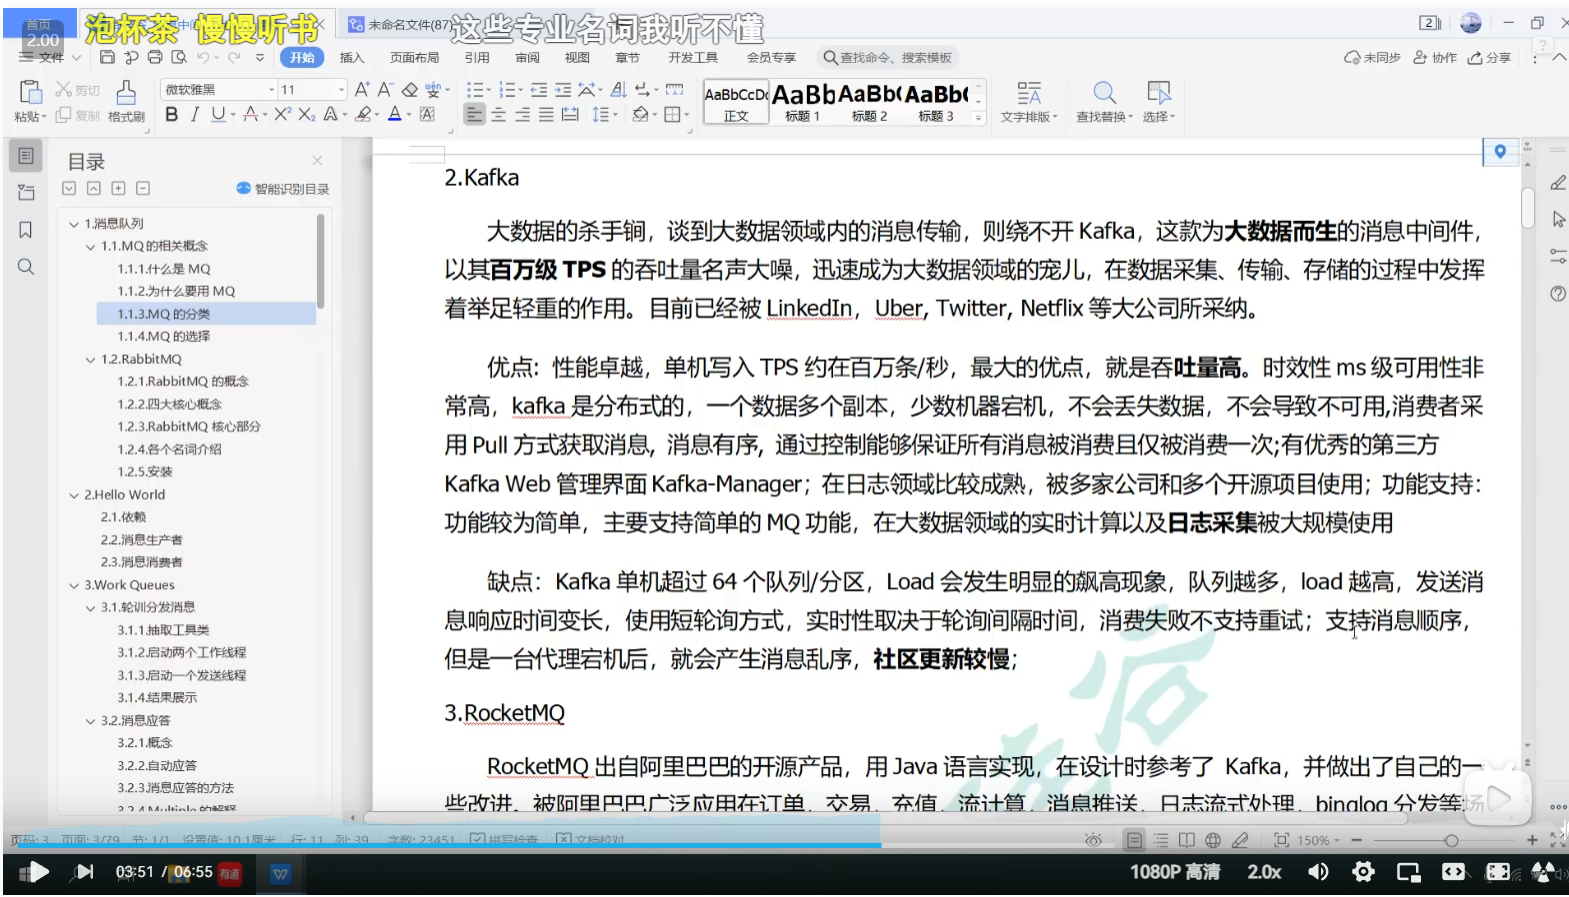 首页
2.00
泡杯茶 慢慢听书
未命名文件(87)
这些专业名词我听不懂
文件
开始
插入
页面布局
引用
审阅
视图
章节
开发工具
会员专享
查找命令、搜索模板
未同步
协作
分享
粘贴
剪切
复制
格式刷
微软雅黑
11
AaBbCcDd
正文
AaBb
标题 1
AaBb(
标题 2
AaBb(
标题 3
文字排版
查找替换
选择
目录
智能识别目录
1.消息队列
1.1.MQ 的相关概念
1.1.1.什么是 MQ
1.1.2.为什么要用 MQ
1.1.3.MQ 的分类
1.1.4.MQ 的选择
1.2.RabbitMQ
1.2.1.RabbitMQ 的概念
1.2.2.四大核心概念
1.2.3.RabbitMQ 核心部分
1.2.4.各个名词介绍
1.2.5.安装
2.Hello World
2.1.依赖
2.2.消息生产者
2.3.消息消费者
3.Work Queues
3.1.轮训分发消息
3.1.1.抽取工具类
3.1.2.启动两个工作线程
3.1.3.启动一个发送线程
3.1.4.结果展示
3.2.消息应答
3.2.1.概念
3.2.2.自动应答
3.2.3.消息应答的方法
3.2.4.Multiple 的解释
2.Kafka
大数据的杀手锏，谈到大数据领域内的消息传输，则绕不开 Kafka，这款为大数据而生的消息中间件，
以其百万级 TPS 的吞吐量名声大噪，迅速成为大数据领域的宠儿，在数据采集、传输、存储的过程中发挥
着举足轻重的作用。目前已经被 LinkedIn，Uber, Twitter, Netflix 等大公司所采纳。
优点: 性能卓越，单机写入 TPS 约在百万条/秒，最大的优点，就是吞吐量高。时效性 ms 级可用性非
常高，kafka 是分布式的，一个数据多个副本，少数机器宕机，不会丢失数据，不会导致不可用,消费者采
用 Pull 方式获取消息, 消息有序, 通过控制能够保证所有消息被消费且仅被消费一次;有优秀的第三方
Kafka Web 管理界面 Kafka-Manager；在日志领域比较成熟，被多家公司和多个开源项目使用；功能支持：
功能较为简单，主要支持简单的 MQ 功能，在大数据领域的实时计算以及日志采集被大规模使用
缺点：Kafka 单机超过 64 个队列/分区，Load 会发生明显的飙高现象，队列越多，load 越高，发送消
息响应时间变长，使用短轮询方式，实时性取决于轮询间隔时间，消费失败不支持重试；支持消息顺序，
但是一台代理宕机后，就会产生消息乱序，社区更新较慢；
3.RocketMQ
RocketMQ 出自阿里巴巴的开源产品，用 Java 语言实现，在设计时参考了 Kafka，并做出了自己的一
些改进。被阿里巴巴广泛应用在订单，交易，充值，流计算，消息推送，日志流式处理，binglog 分发等场
页码: 3
页面: 3/79
节: 1/1
设置值: 10.1厘米
行: 11
列: 39
字数: 23451
拼写检查
文档校对
150%
03:51 / 06:55
有道
1080P 高清
2.0x